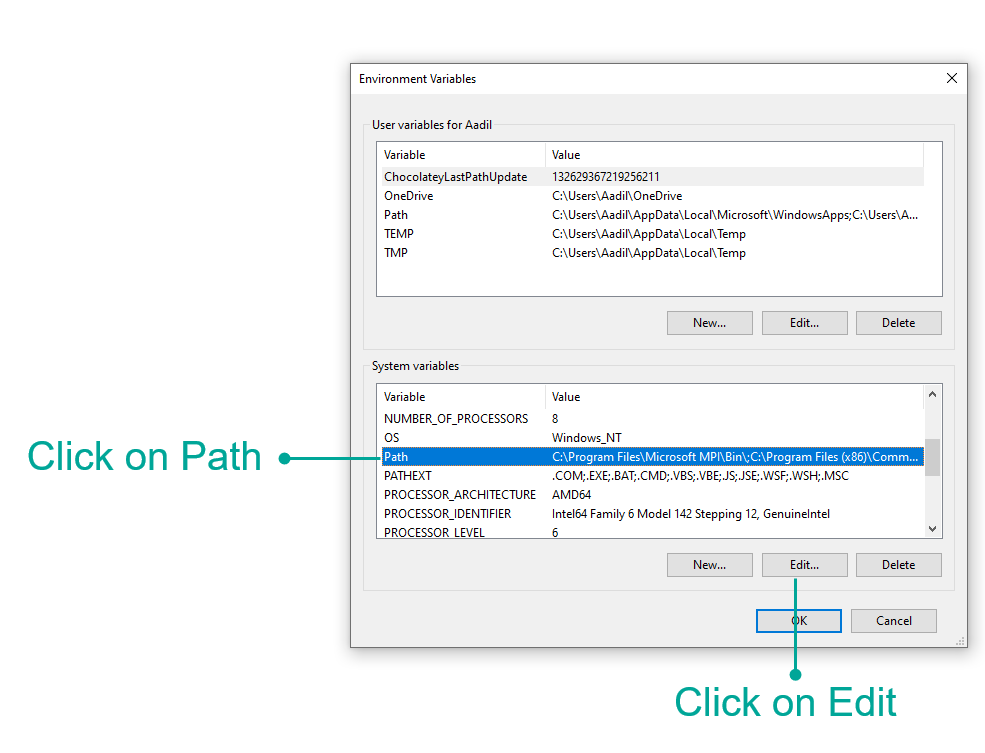 Environment Variables
User variables for Aadil
Variable Value
ChocolateyLastPathUpdate 132629367219256211
OneDrive C:\Users\Aadil\OneDrive
Path C:\Users\Aadil\AppData\Local\Microsoft\WindowsApps;C:\Users\A...
TEMP C:\Users\Aadil\AppData\Local\Temp
TMP C:\Users\Aadil\AppData\Local\Temp
New... Edit... Delete
System variables
Variable Value
NUMBER_OF_PROCESSORS 8
OS Windows_NT
Click on Path
Path C:\Program Files\Microsoft MPI\Bin\;C:\Program Files (x86)\Comm...
PATHEXT .COM;.EXE;.BAT;.CMD;.VBS;.VBE;.JS;.JSE;.WSF;.WSH;.MSC
PROCESSOR_ARCHITECTURE AMD64
PROCESSOR_IDENTIFIER Intel64 Family 6 Model 142 Stepping 12, GenuineIntel
PROCESSOR_LEVEL 6
New... Edit... Delete
OK Cancel
Click on Edit